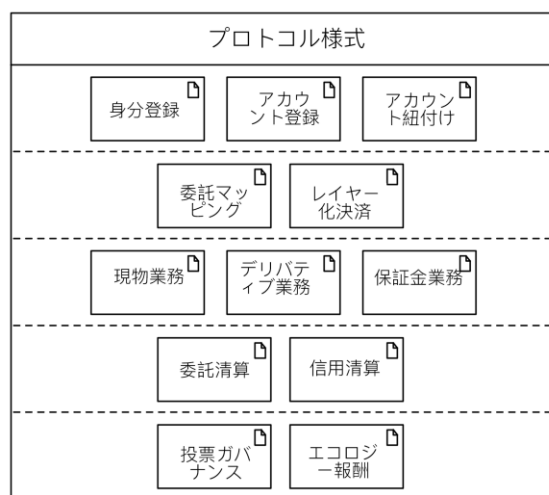 プロトコル様式
身分登録
アカウ
ント登録
アカウン
ト紐付け
委託マッ
ピング
レイヤー
化決済
現物業務
デリバテ
ィブ業務
保証金業務
委託清算
信用清算
投票ガバ
ナンス
エコロジ
ー報酬